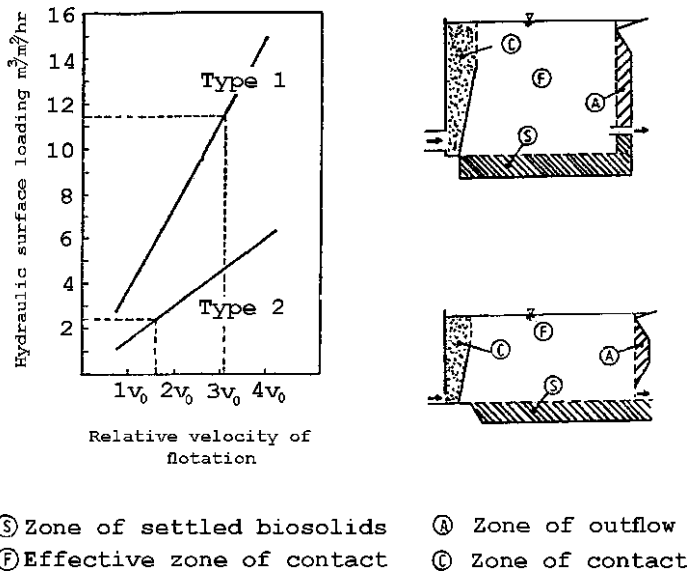 Hydraulic surface loading m³/m²/hr
16
14
12
10
8
6
4
2
Type 1
Type 2
1v₀ 2v₀ 3v₀ 4v₀
Relative velocity of
flotation
C
F
A
S
F
C
A
S
Ⓢ Zone of settled biosolids
Ⓕ Effective zone of contact
Ⓐ Zone of outflow
Ⓒ Zone of contact